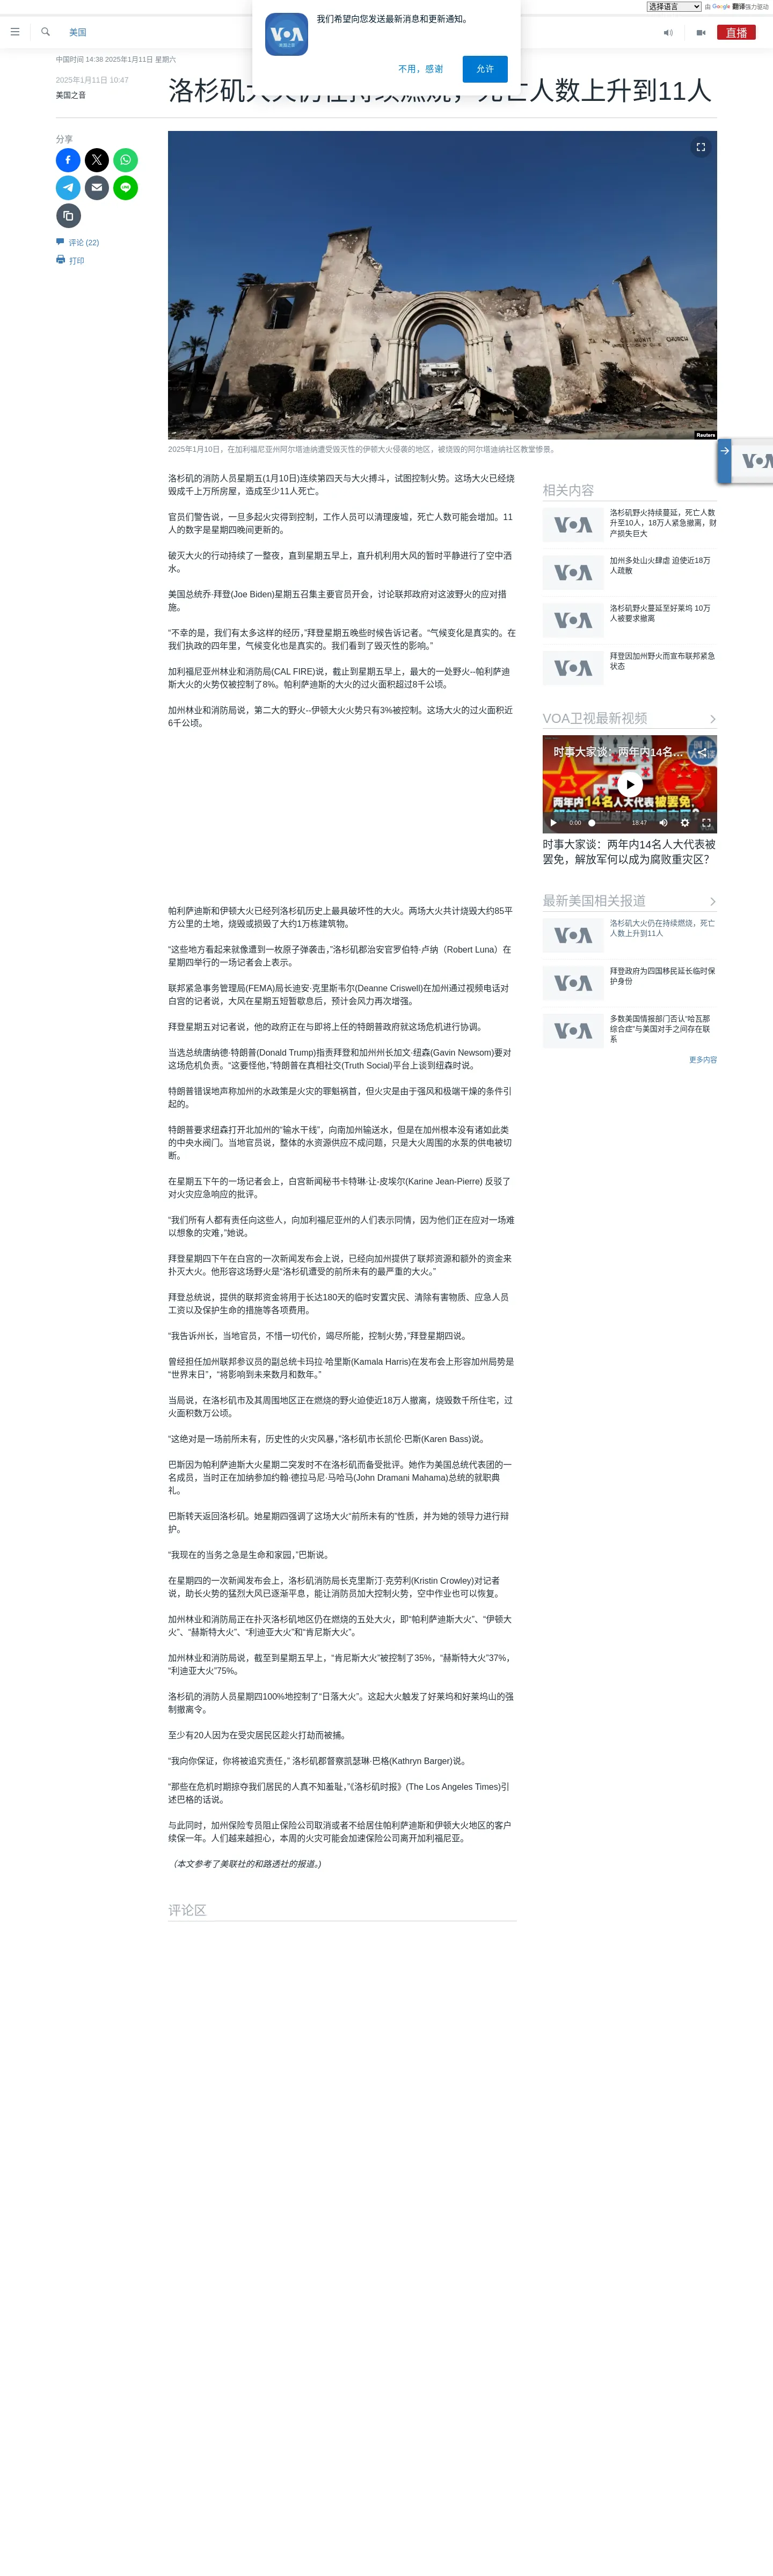 选择语言
由 Google 翻译强力驱动
美国
VOA
美国之音
我们希望向您发送最新消息和更新通知。
不用，感谢
允许
直播
中国时间 14:38 2025年1月11日 星期六
2025年1月11日 10:47
美国之音
洛杉矶大火仍在持续燃烧，死亡人数上升到11人
分享
评论 (22)
打印
Reuters
2025年1月10日，在加利福尼亚州阿尔塔迪纳遭受毁灭性的伊顿大火侵袭的地区，被烧毁的阿尔塔迪纳社区教堂惨景。
洛杉矶的消防人员星期五(1月10日)连续第四天与大火搏斗，试图控制火势。这场大火已经烧
毁成千上万所房屋，造成至少11人死亡。
官员们警告说，一旦多起火灾得到控制，工作人员可以清理废墟，死亡人数可能会增加。11
人的数字是星期四晚间更新的。
破灭大火的行动持续了一整夜，直到星期五早上，直升机利用大风的暂时平静进行了空中洒
水。
美国总统乔·拜登(Joe Biden)星期五召集主要官员开会，讨论联邦政府对这波野火的应对措
施。
“不幸的是，我们有太多这样的经历，”拜登星期五晚些时候告诉记者。“气候变化是真实的。在
我们执政的四年里，气候变化也是真实的。我们看到了毁灭性的影响。”
加利福尼亚州林业和消防局(CAL FIRE)说，截止到星期五早上，最大的一处野火--帕利萨迪
斯大火的火势仅被控制了8%。帕利萨迪斯的大火的过火面积超过8千公顷。
加州林业和消防局说，第二大的野火--伊顿大火火势只有3%被控制。这场大火的过火面积近
6千公顷。
帕利萨迪斯和伊顿大火已经列洛杉矶历史上最具破坏性的大火。两场大火共计烧毁大约85平
方公里的土地，烧毁或损毁了大约1万栋建筑物。
“这些地方看起来就像遭到一枚原子弹袭击，”洛杉矶郡治安官罗伯特·卢纳（Robert Luna）在
星期四举行的一场记者会上表示。
联邦紧急事务管理局(FEMA)局长迪安·克里斯韦尔(Deanne Criswell)在加州通过视频电话对
白宫的记者说，大风在星期五短暂歇息后，预计会风力再次增强。
拜登星期五对记者说，他的政府正在与即将上任的特朗普政府就这场危机进行协调。
当选总统唐纳德·特朗普(Donald Trump)指责拜登和加州州长加文·纽森(Gavin Newsom)要对
这场危机负责。“这要怪他，”特朗普在真相社交(Truth Social)平台上谈到纽森时说。
特朗普错误地声称加州的水政策是火灾的罪魁祸首，但火灾是由于强风和极端干燥的条件引
起的。
特朗普要求纽森打开北加州的“输水干线”，向南加州输送水，但是在加州根本没有诸如此类
的中央水阀门。当地官员说，整体的水资源供应不成问题，只是大火周围的水泵的供电被切
断。
在星期五下午的一场记者会上，白宫新闻秘书卡特琳·让-皮埃尔(Karine Jean-Pierre) 反驳了
对火灾应急响应的批评。
“我们所有人都有责任向这些人，向加利福尼亚州的人们表示同情，因为他们正在应对一场难
以想象的灾难，”她说。
拜登星期四下午在白宫的一次新闻发布会上说，已经向加州提供了联邦资源和额外的资金来
扑灭大火。他形容这场野火是“洛杉矶遭受的前所未有的最严重的大火。”
拜登总统说，提供的联邦资金将用于长达180天的临时安置灾民、清除有害物质、应急人员
工资以及保护生命的措施等各项费用。
“我告诉州长，当地官员，不惜一切代价，竭尽所能，控制火势，”拜登星期四说。
曾经担任加州联邦参议员的副总统卡玛拉·哈里斯(Kamala Harris)在发布会上形容加州局势是
“世界末日”，“将影响到未来数月和数年。”
当局说，在洛杉矶市及其周围地区正在燃烧的野火迫使近18万人撤离，烧毁数千所住宅，过
火面积数万公顷。
“这绝对是一场前所未有，历史性的火灾风暴，”洛杉矶市长凯伦·巴斯(Karen Bass)说。
巴斯因为帕利萨迪斯大火星期二突发时不在洛杉矶而备受批评。她作为美国总统代表团的一
名成员，当时正在加纳参加约翰·德拉马尼·马哈马(John Dramani Mahama)总统的就职典
礼。
巴斯转天返回洛杉矶。她星期四强调了这场大火“前所未有的”性质，并为她的领导力进行辩
护。
“我现在的当务之急是生命和家园，”巴斯说。
在星期四的一次新闻发布会上，洛杉矶消防局长克里斯汀·克劳利(Kristin Crowley)对记者
说，助长火势的猛烈大风已逐渐平息，能让消防员加大控制火势，空中作业也可以恢复。
加州林业和消防局正在扑灭洛杉矶地区仍在燃烧的五处大火，即“帕利萨迪斯大火”、“伊顿大
火”、“赫斯特大火”、“利迪亚大火”和“肯尼斯大火”。
加州林业和消防局说，截至到星期五早上，“肯尼斯大火”被控制了35%，“赫斯特大火”37%，
“利迪亚大火”75%。
洛杉矶的消防人员星期四100%地控制了“日落大火”。这起大火触发了好莱坞和好莱坞山的强
制撤离令。
至少有20人因为在受灾居民区趁火打劫而被捕。
“我向你保证，你将被追究责任，” 洛杉矶郡督察凯瑟琳·巴格(Kathryn Barger)说。
“那些在危机时期掠夺我们居民的人真不知羞耻，”《洛杉矶时报》(The Los Angeles Times)引
述巴格的话说。
与此同时，加州保险专员阻止保险公司取消或者不给居住帕利萨迪斯和伊顿大火地区的客户
续保一年。人们越来越担心，本周的火灾可能会加速保险公司离开加利福尼亚。
（本文参考了美联社的和路透社的报道。)
评论区
相关内容
VOA
洛杉矶野火持续蔓延，死亡人数
升至10人，18万人紧急撤离，财
产损失巨大
VOA
加州多处山火肆虐 迫使近18万
人疏散
VOA
洛杉矶野火蔓延至好莱坞 10万
人被要求撤离
VOA
拜登因加州野火而宣布联邦紧急
状态
VOA卫视最新视频
时事大家谈：两年内14名...
两年内14名人大代表被罢免，
0:00
15:47
时事大家谈：两年内14名人大代表被
罢免，解放军何以成为腐败重灾区？
最新美国相关报道
VOA
洛杉矶大火仍在持续燃烧，死亡
人数上升到11人
VOA
拜登政府为四国移民延长临时保
护身份
VOA
多数美国情报部门否认“哈瓦那
综合症”与美国对手之间存在联
系
更多内容